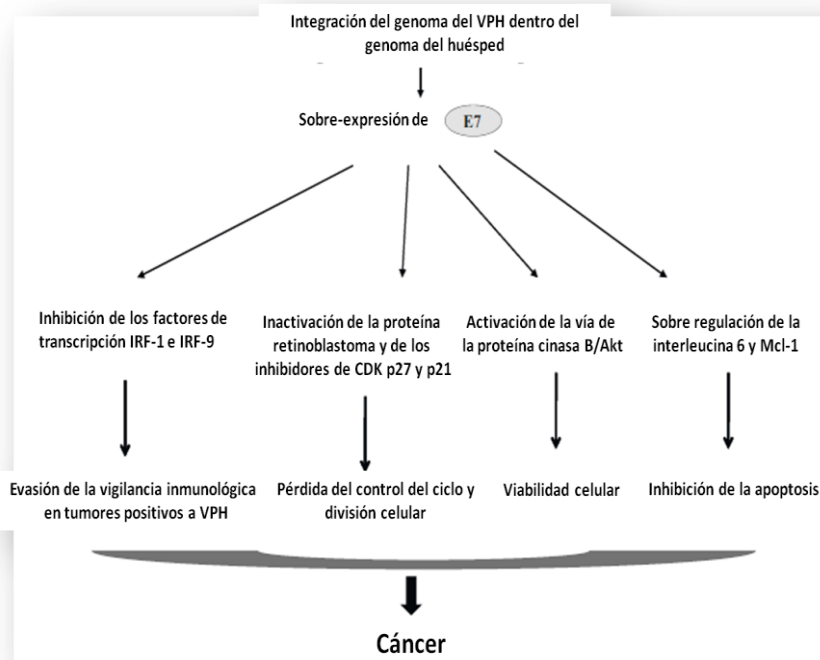 Integración del genoma del VPH dentro del
genoma del huésped
Sobre-expresión de E7
Inhibición de los factores de
transcripción IRF-1 e IRF-9
Inactivación de la proteína
retinoblastoma y de los
inhibidores de CDK p27 y p21
Activación de la vía de
la proteína cinasa B/Akt
Sobre regulación de la
interleucina 6 y Mcl-1
Evasión de la vigilancia inmunológica
en tumores positivos a VPH
Pérdida del control del ciclo y
división celular
Viabilidad celular
Inhibición de la apoptosis
Cáncer